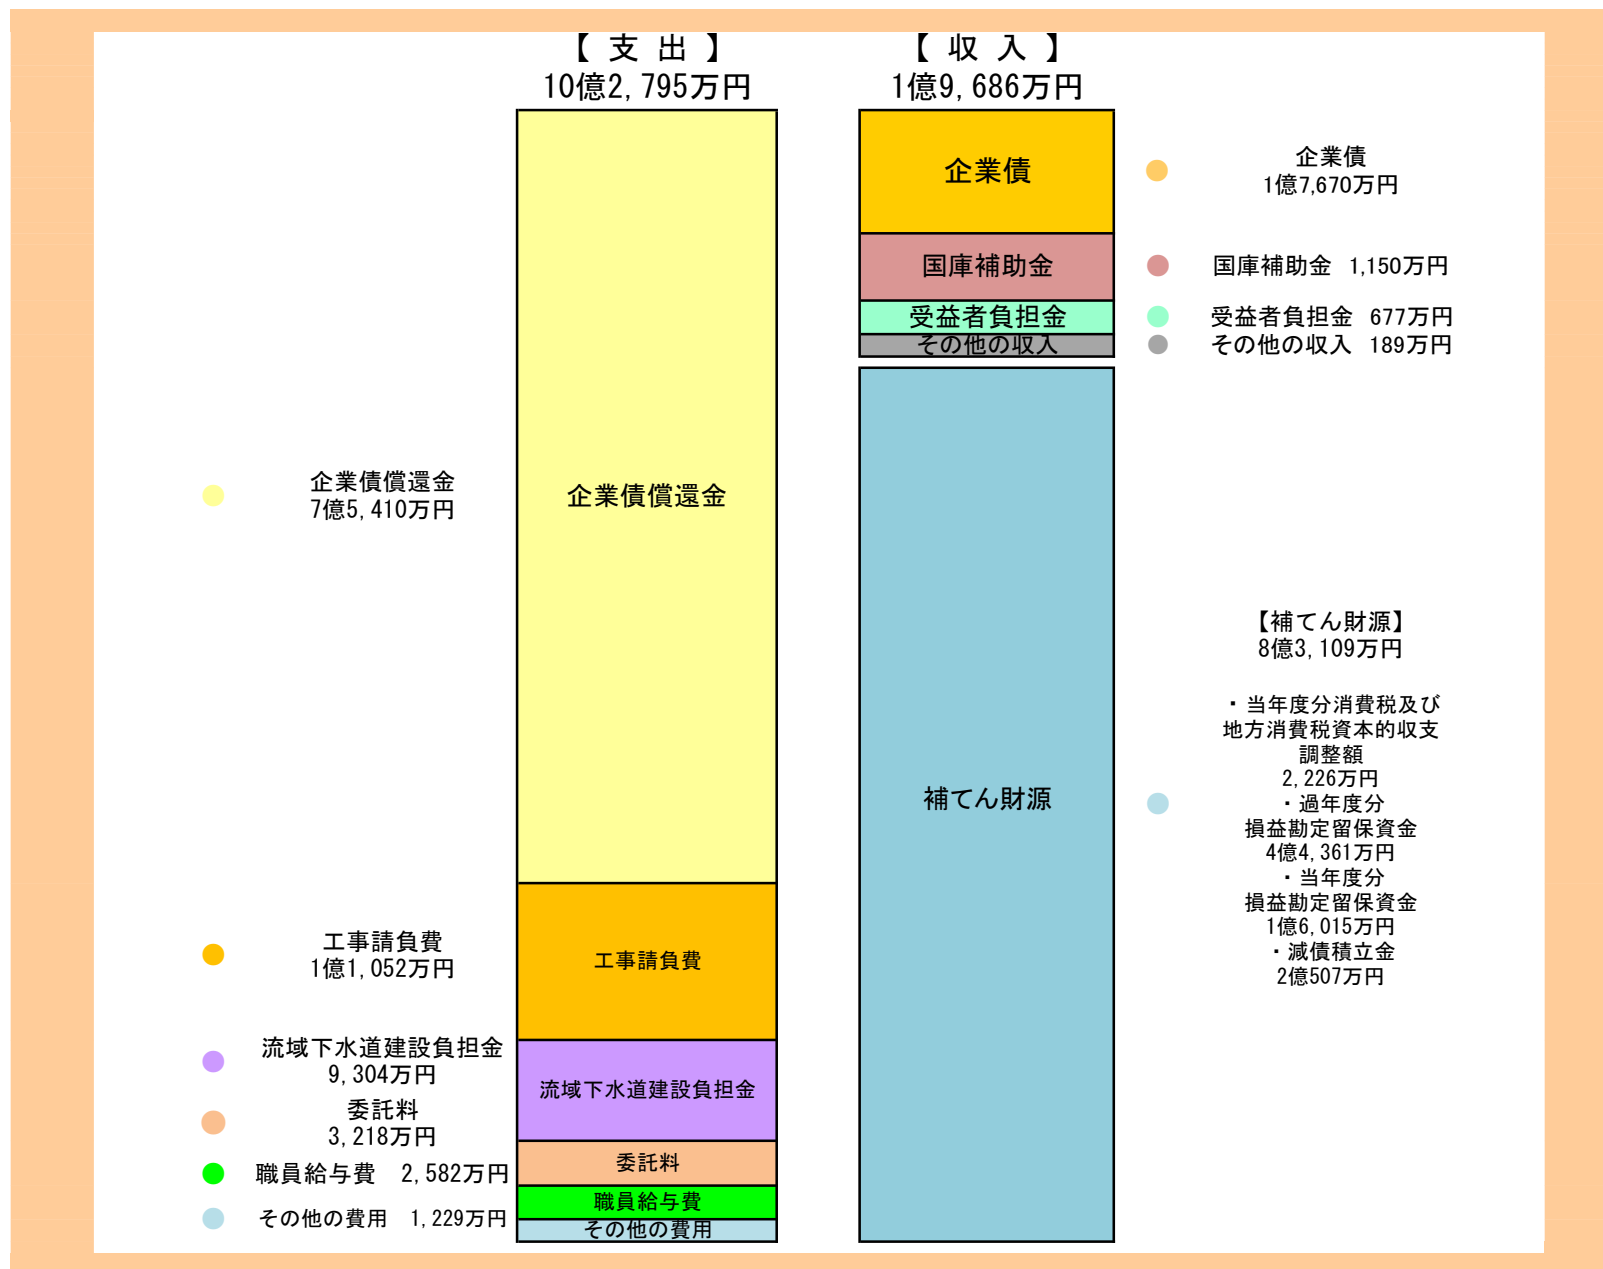 【 支 出 】
10億2,795万円
【 収 入 】
1億9,686万円
企業債償還金
7億5,410万円
工事請負費
1億1,052万円
流域下水道建設負担金
9,304万円
委託料
3,218万円
職員給与費 2,582万円
その他の費用 1,229万円
企業債償還金
工事請負費
流域下水道建設負担金
委託料
職員給与費
その他の費用
企業債
国庫補助金
受益者負担金
その他の収入
補てん財源
企業債
1億7,670万円
国庫補助金 1,150万円
受益者負担金 677万円
その他の収入 189万円
【補てん財源】
8億3,109万円
・当年度分消費税及び
地方消費税資本的収支
調整額
2,226万円
・過年度分
損益勘定留保資金
4億4,361万円
・当年度分
損益勘定留保資金
1億6,015万円
・減債積立金
2億507万円